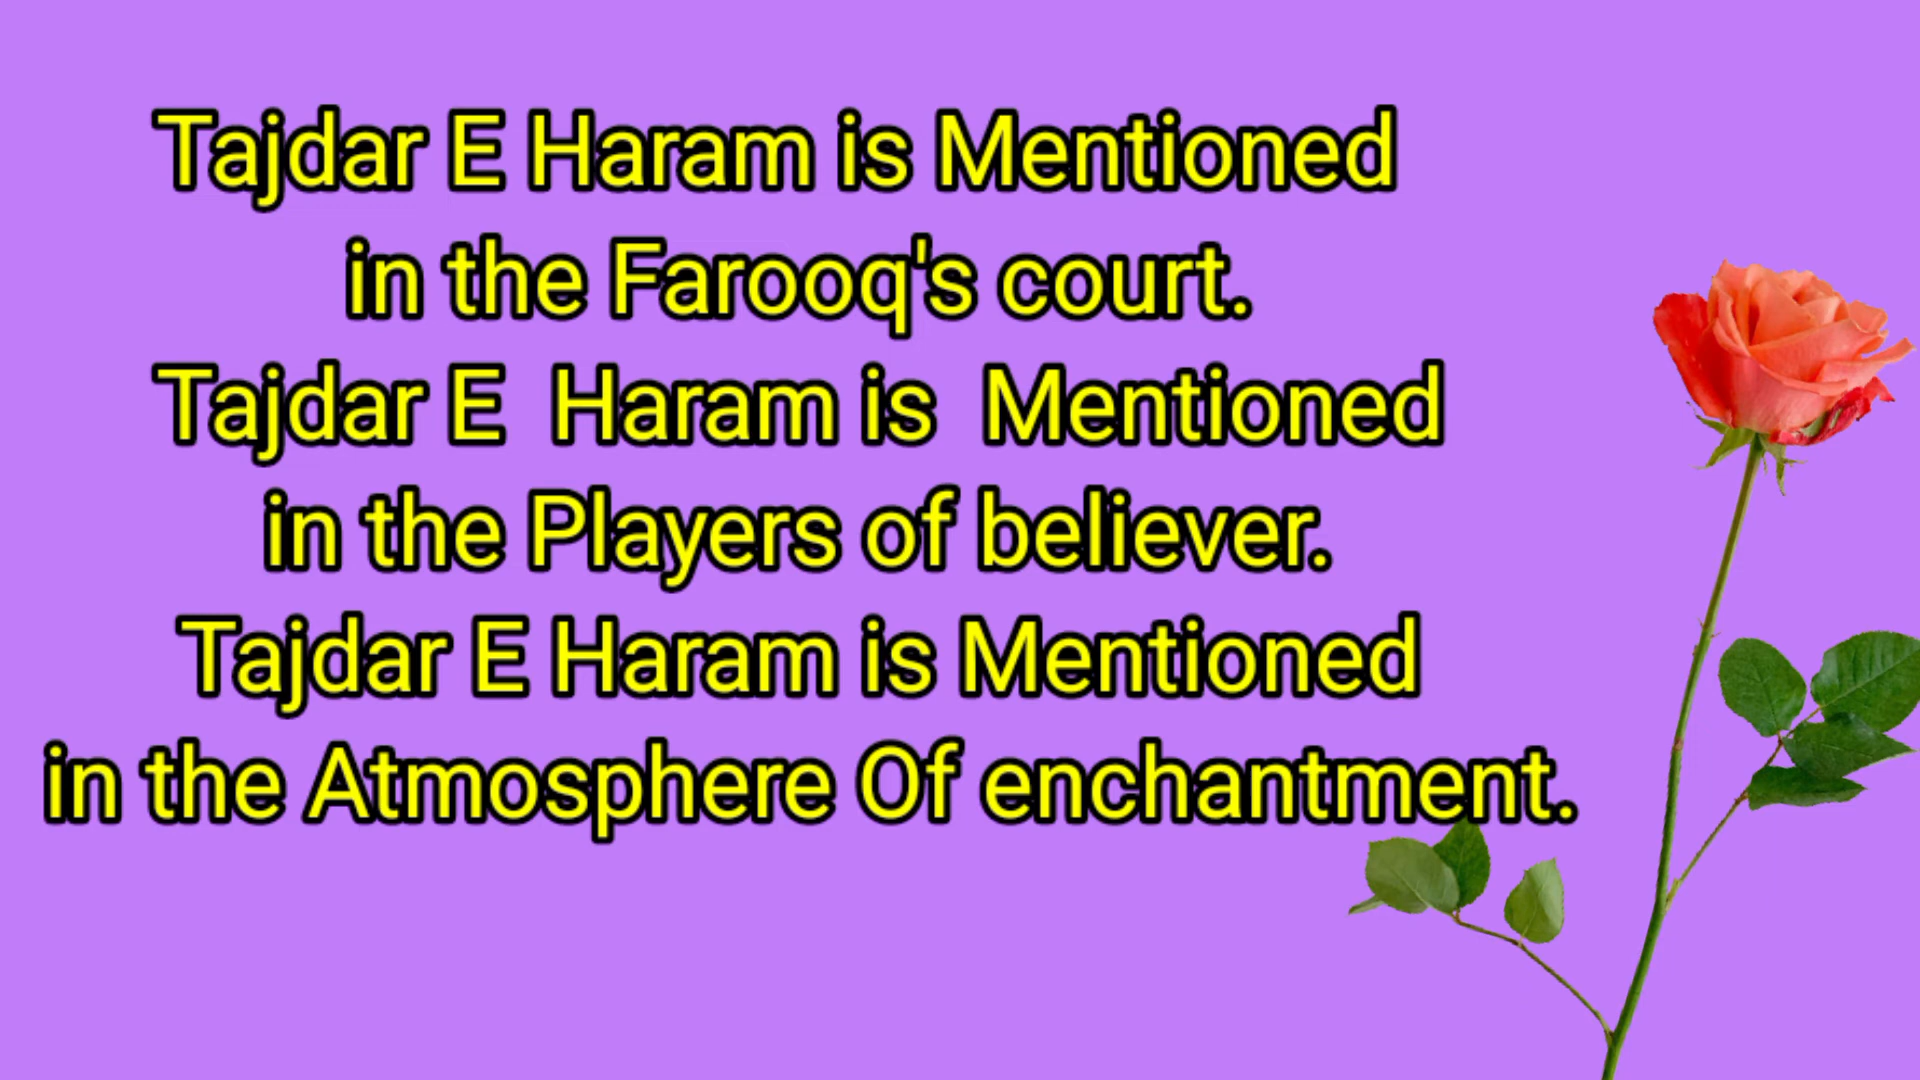 Tajdar E Haram is Mentioned
in the Farooq's court.
Tajdar E  Haram is  Mentioned
in the Players of believer.
Tajdar E Haram is Mentioned
in the Atmosphere Of enchantment.